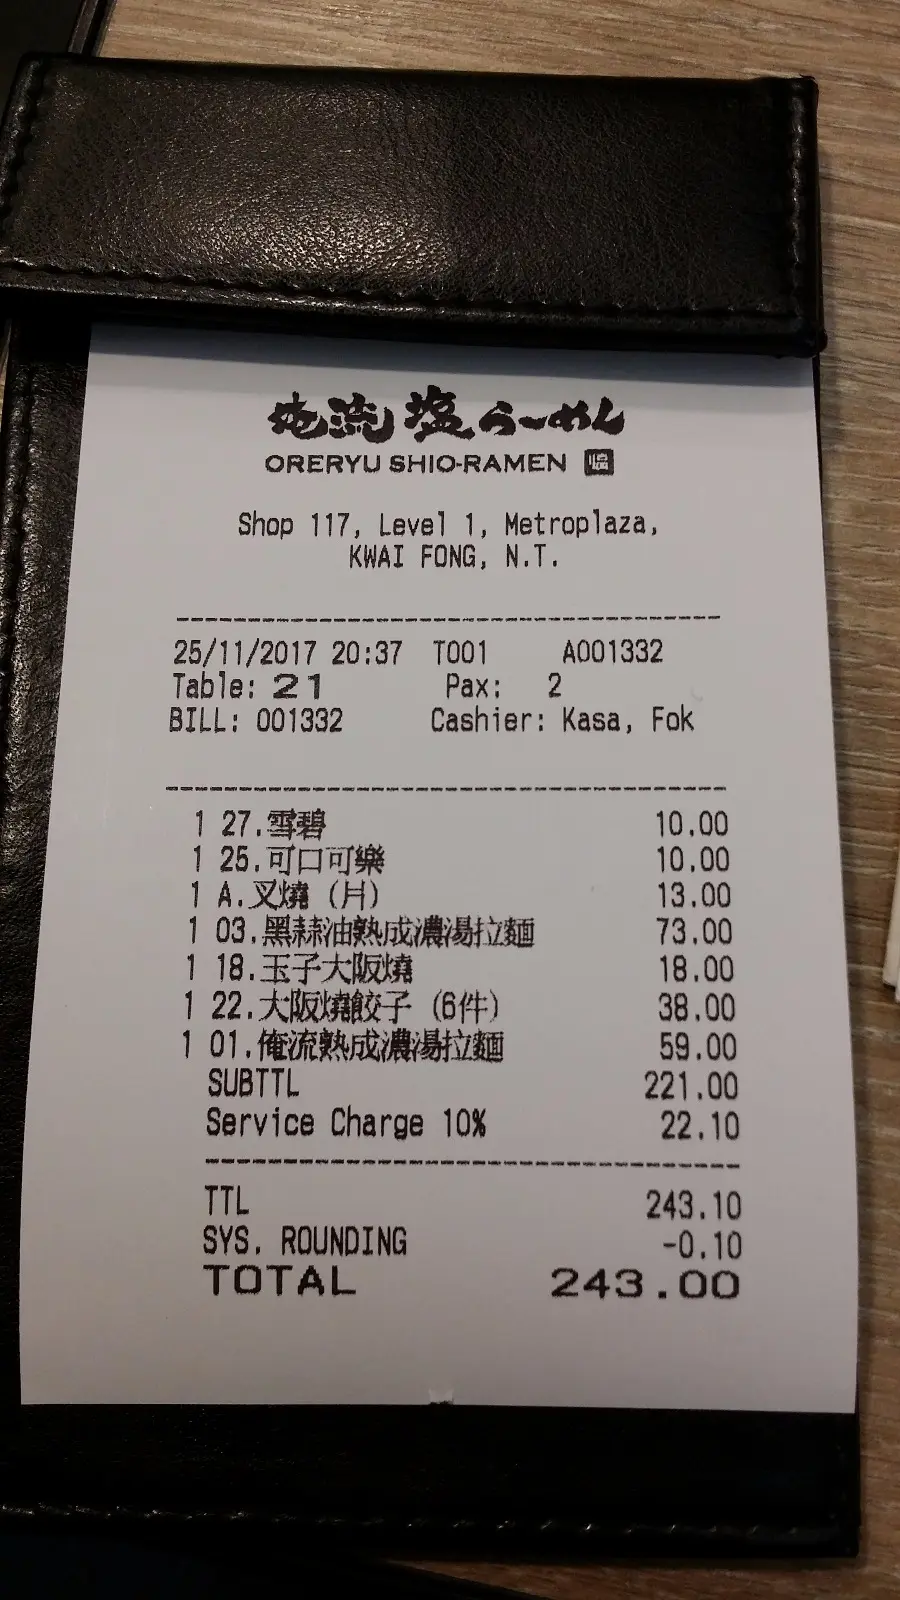 俺流塩らーめん
ORERYU SHIO-RAMEN
Shop 117, Level 1, Metroplaza,
KWAI FONG, N.T.
25/11/2017 20:37 T001 A001332
Table: 21 Pax: 2
BILL: 001332 Cashier: Kasa, Fok
1 27.雪碧 10.00
1 25.可口可樂 10.00
1 A.叉燒 (片) 13.00
1 03.黑蒜油熟成濃湯拉麵 73.00
1 18.玉子大阪燒 18.00
1 22.大阪燒餃子 (6件) 38.00
1 01.俺流熟成濃湯拉麵 59.00
SUBTTL 221.00
Service Charge 10% 22.10
TTL 243.10
SYS. ROUNDING -0.10
TOTAL 243.00